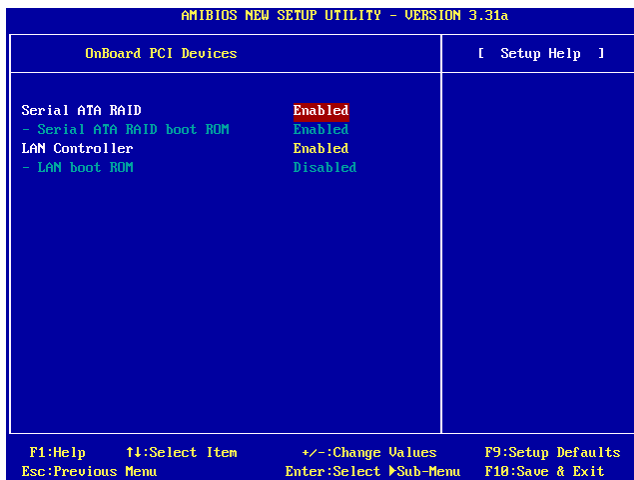 AMIBIOS NEW SETUP UTILITY - VERSION 3.31a
OnBoard PCI Devices
[ Setup Help ]
Serial ATA RAID Enabled
- Serial ATA RAID boot ROM Enabled
LAN Controller Enabled
- LAN boot ROM Disabled
F1:Help ↑↓:Select Item +/-:Change Values F9:Setup Defaults
Esc:Previous Menu Enter:Select ▶Sub-Menu F10:Save & Exit